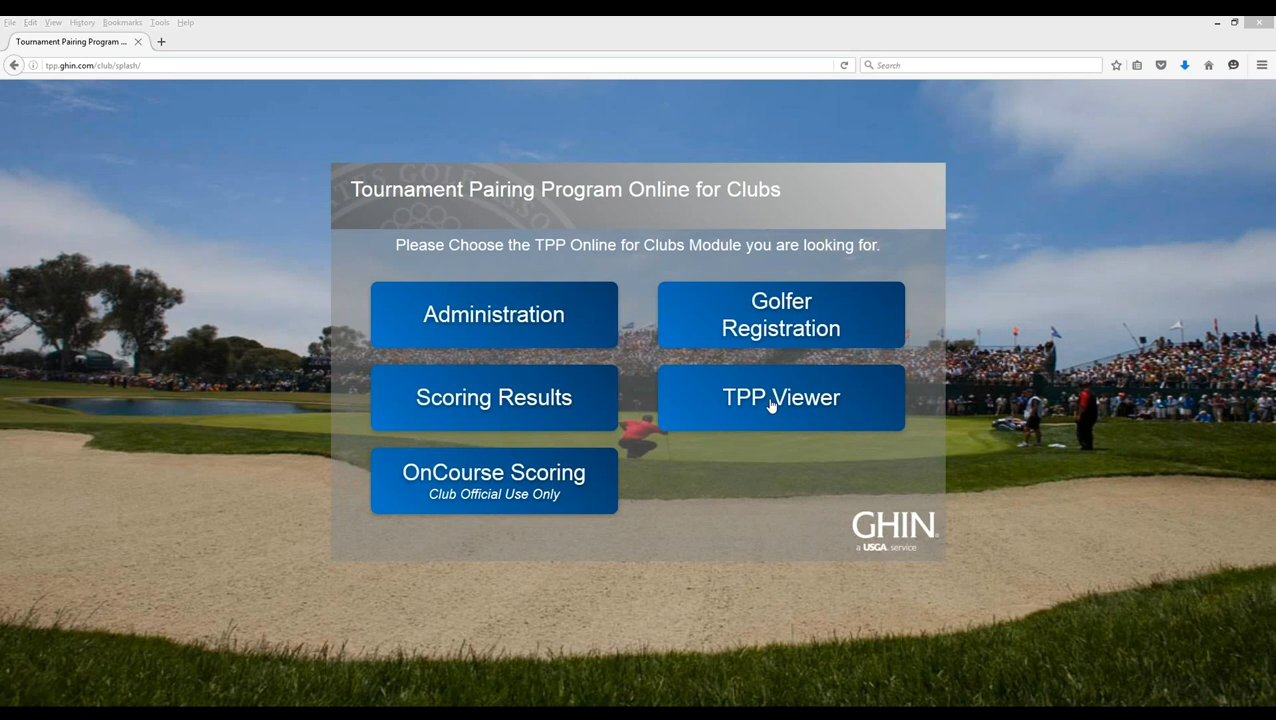 File Edit View History Bookmarks Tools Help
Tournament Pairing Program ...
tpp.ghin.com/club/splash/
Search
Tournament Pairing Program Online for Clubs
Please Choose the TPP Online for Clubs Module you are looking for.
Administration
Golfer
Registration
Scoring Results
TPP Viewer
OnCourse Scoring
Club Official Use Only
GHIN
a USGA service